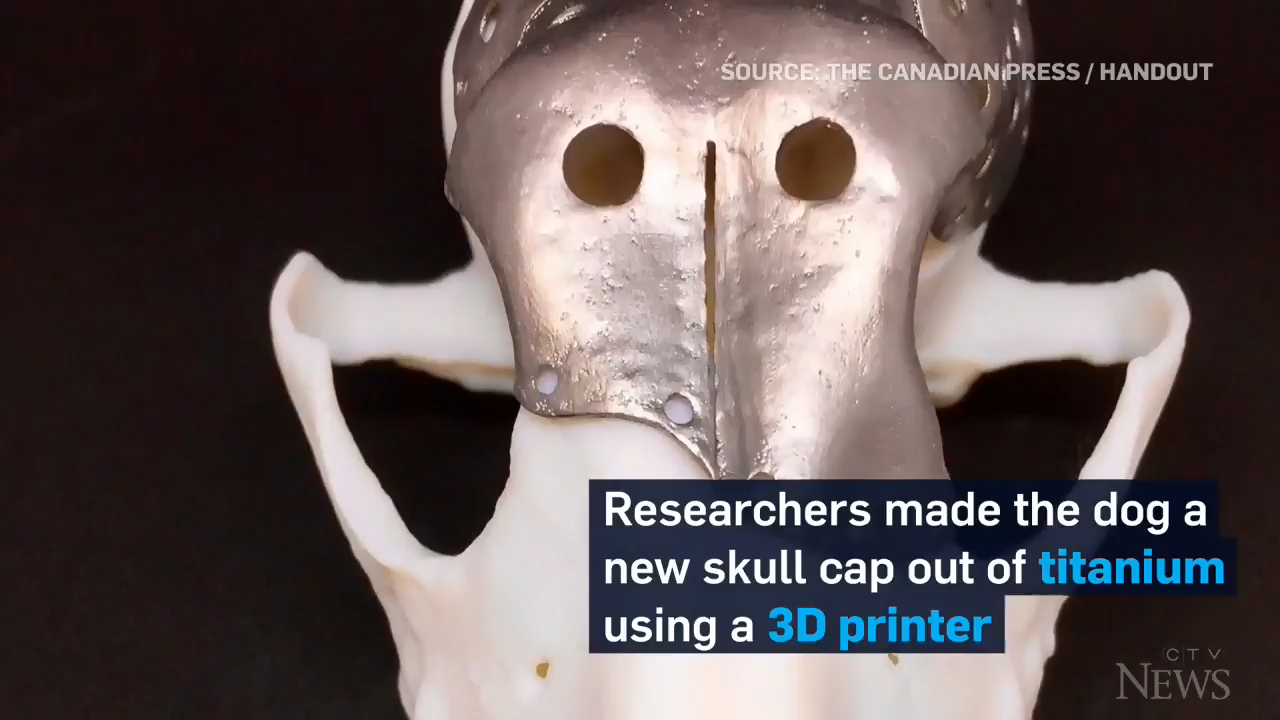 SOURCE: THE CANADIAN PRESS / HANDOUT
Researchers made the dog a
new skull cap out of titanium
using a 3D printer
CTV
NEWS